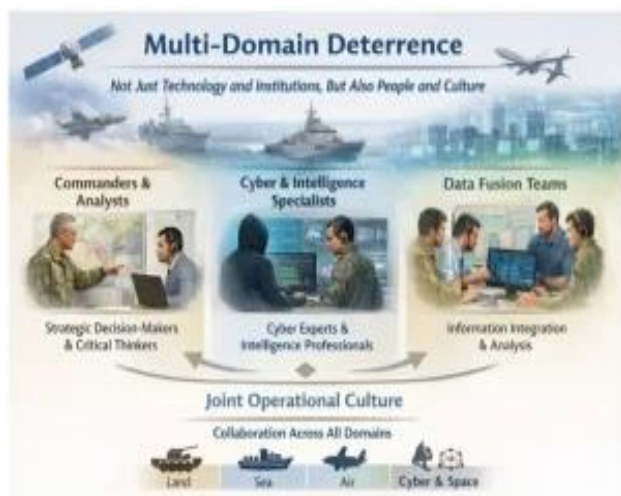 Multi-Domain Deterrence
Not Just Technology and Institutions, But Also People and Culture
Commanders &
Analysts
Cyber & Intelligence
Specialists
Data Fusion Teams
Strategic Decision-Makers
& Critical Thinkers
Cyber Experts &
Intelligence Professionals
Information Integration
& Analysis
Joint Operational Culture
Collaboration Across All Domains
Land
Sea
Air
Cyber & Space